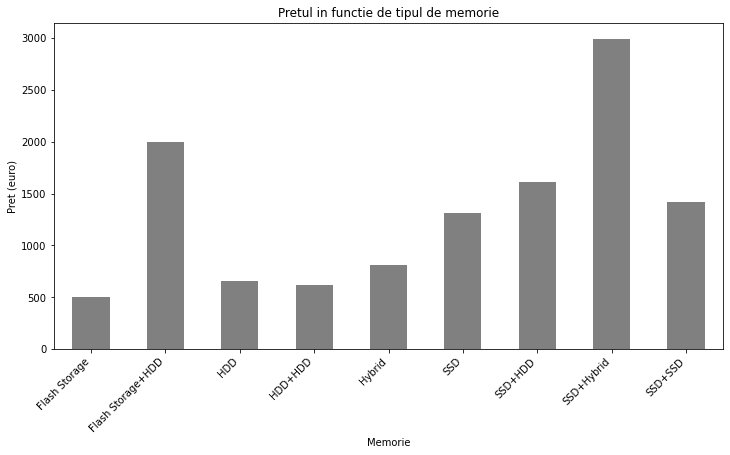 Pretul in functie de tipul de memorie
Pret (euro)
3000
2500
2000
1500
1000
500
0
Flash Storage
Flash Storage+HDD
HDD
HDD+HDD
Hybrid
SSD
SSD+HDD
SSD+Hybrid
SSD+SSD
Memorie